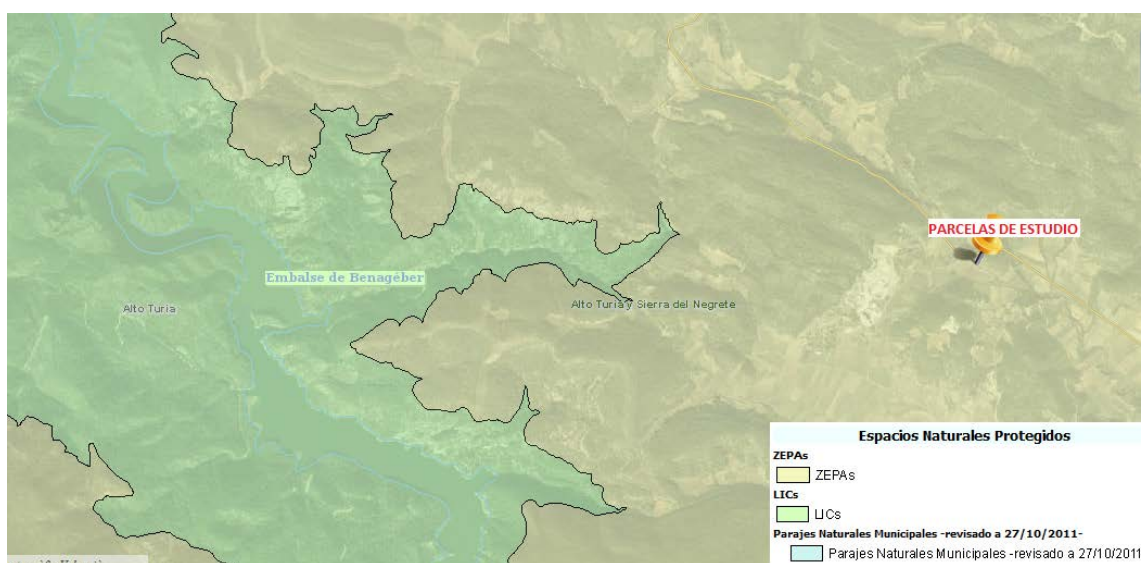 PARCELAS DE ESTUDIO
Embalse de Benagéber
Alto Turia
Alto Turia y Sierra del Negrete
Espacios Naturales Protegidos
ZEPAs
ZEPAs
LICs
LICs
Parajes Naturales Municipales -revisado a 27/10/2011-
Parajes Naturales Municipales -revisado a 27/10/2011